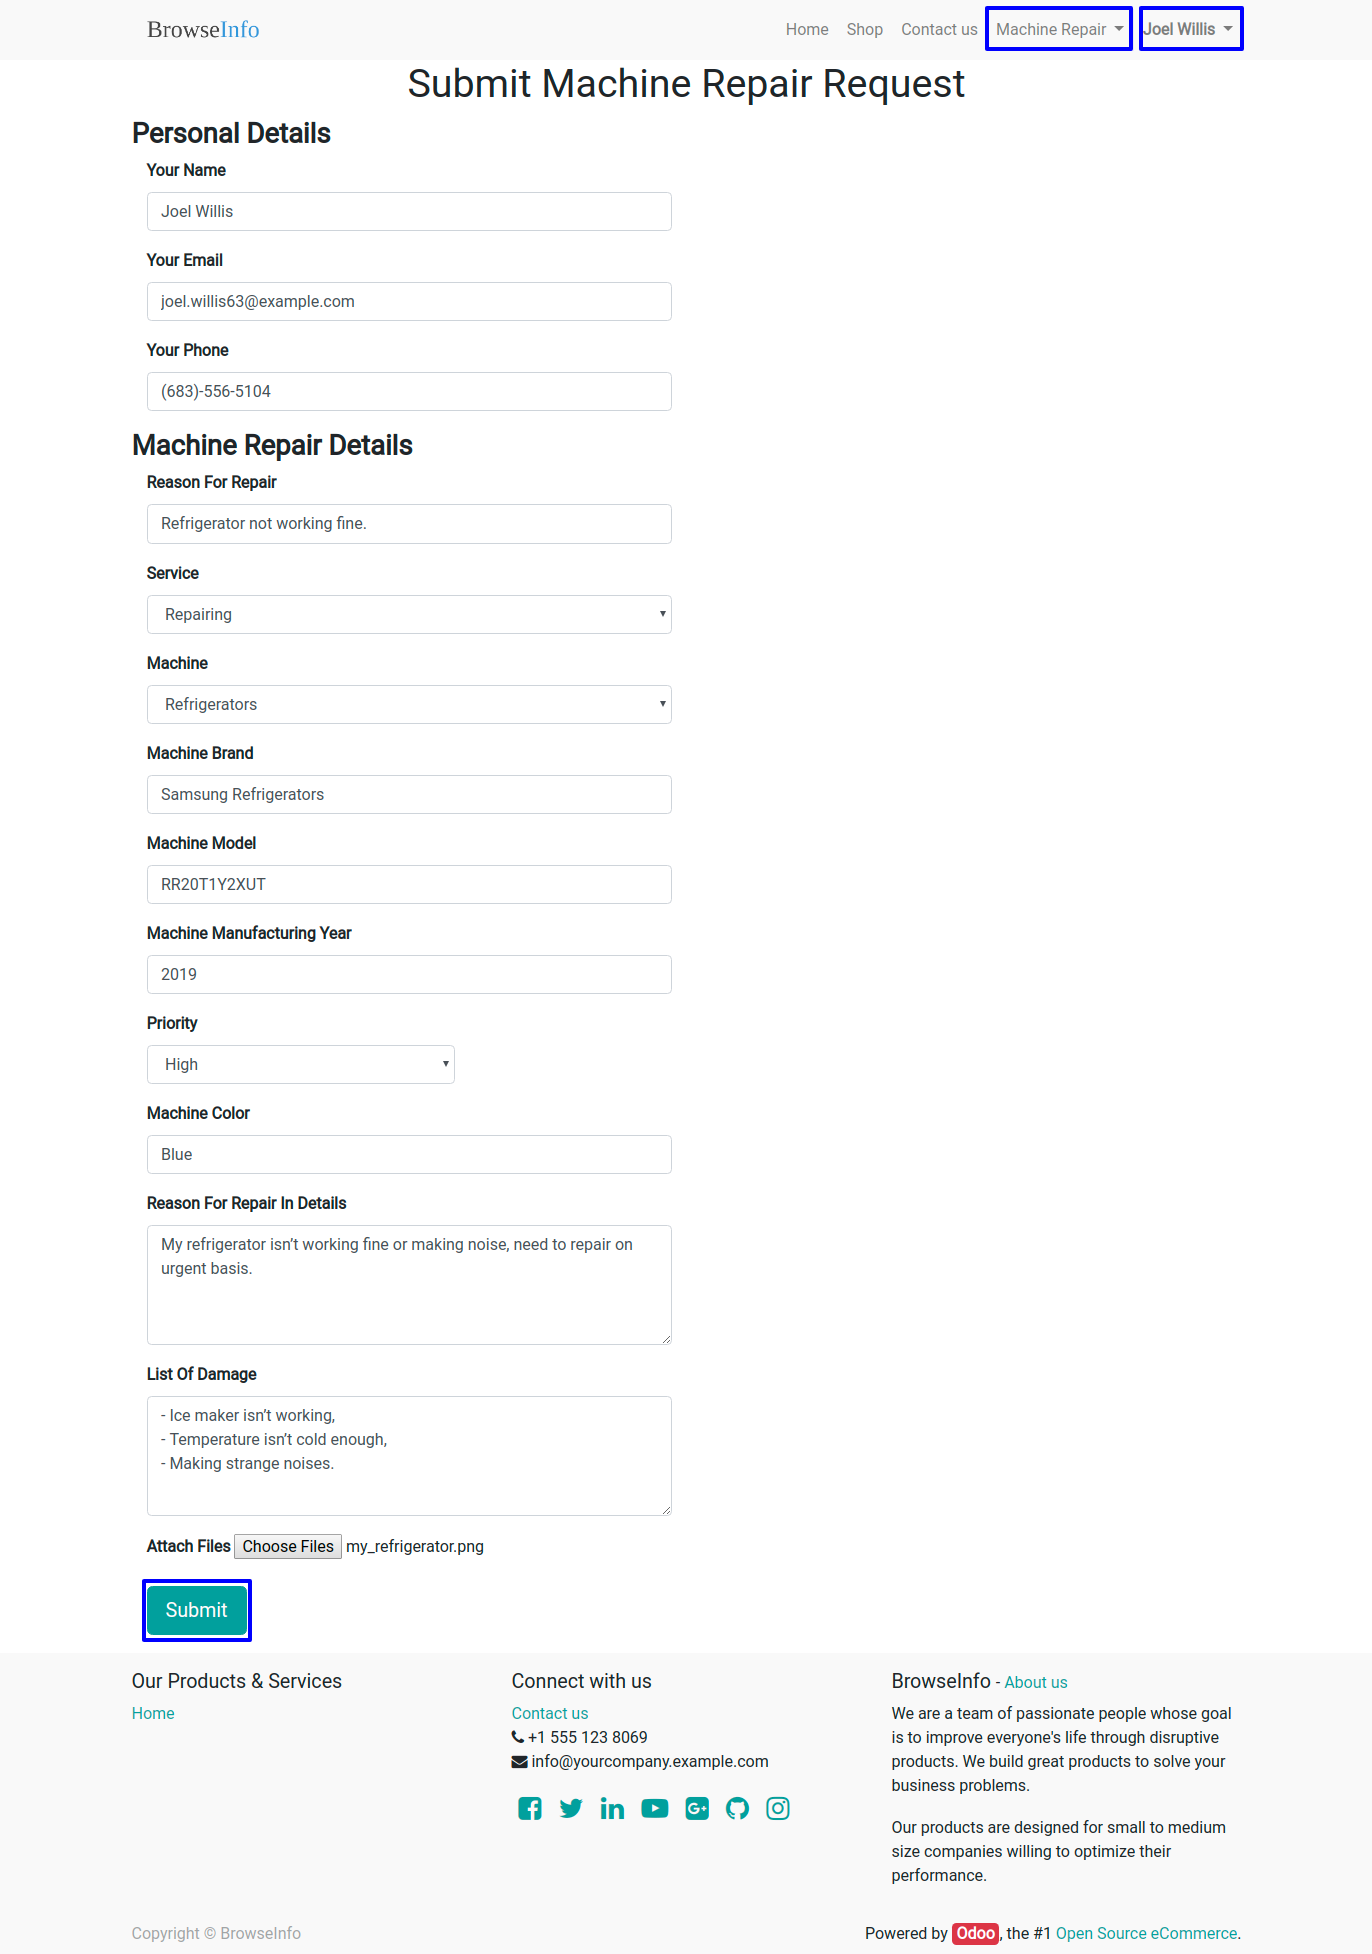 BrowseInfo
Home Shop Contact us Machine Repair Joel Willis
Submit Machine Repair Request
Personal Details
Your Name
Joel Willis
Your Email
joel.willis63@example.com
Your Phone
(683)-556-5104
Machine Repair Details
Reason For Repair
Refrigerator not working fine.
Service
Repairing
Machine
Refrigerators
Machine Brand
Samsung Refrigerators
Machine Model
RR20T1Y2XUT
Machine Manufacturing Year
2019
Priority
High
Machine Color
Blue
Reason For Repair In Details
My refrigerator isn’t working fine or making noise, need to repair on
urgent basis.
List Of Damage
- Ice maker isn’t working,
- Temperature isn’t cold enough,
- Making strange noises.
Attach Files Choose Files my_refrigerator.png
Submit
Our Products & Services
Home
Connect with us
Contact us
+1 555 123 8069
info@yourcompany.example.com
BrowseInfo - About us
We are a team of passionate people whose goal
is to improve everyone's life through disruptive
products. We build great products to solve your
business problems.
Our products are designed for small to medium
size companies willing to optimize their
performance.
Copyright © BrowseInfo
Powered by Odoo, the #1 Open Source eCommerce.